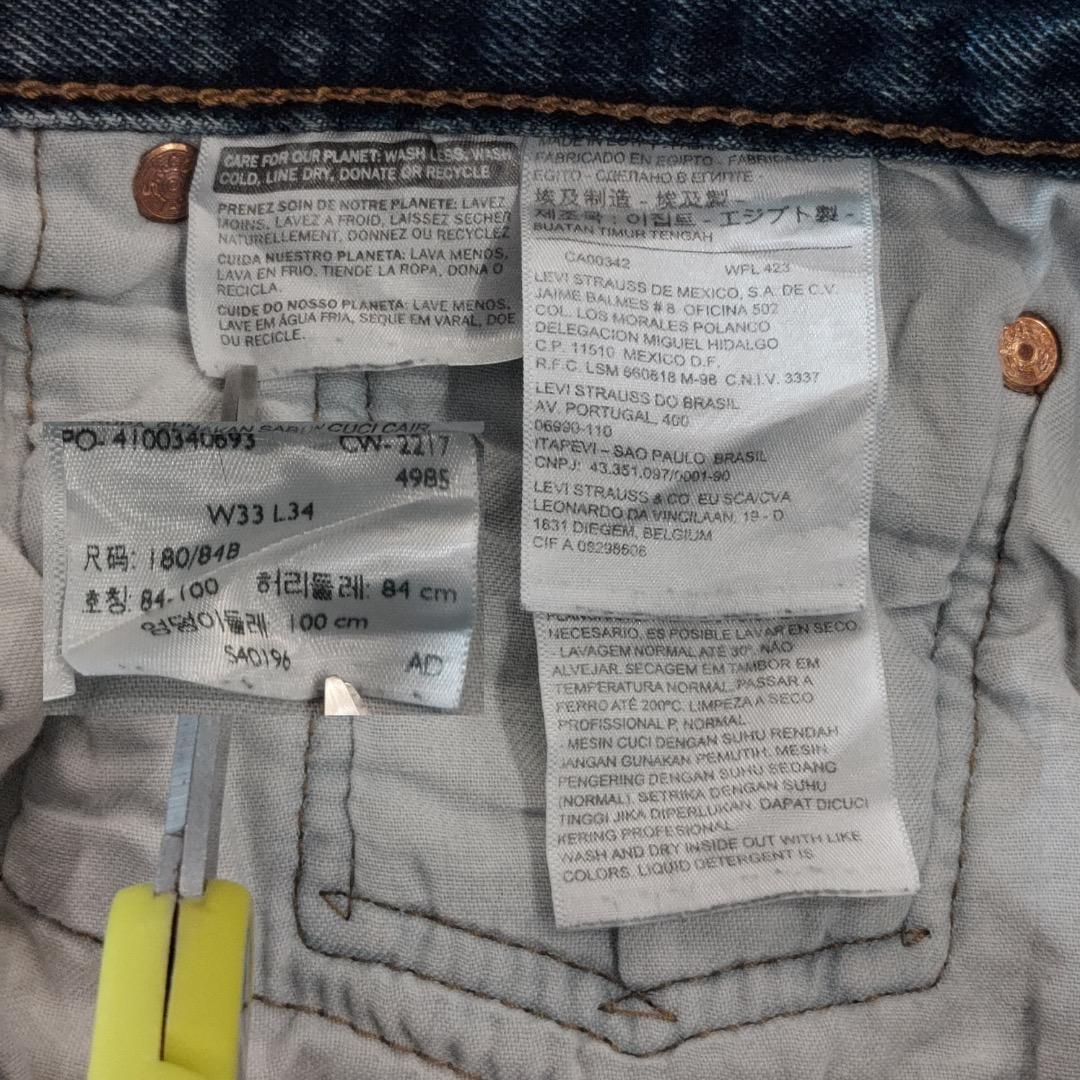 CARE FOR OUR PLANET: WASH LESS, WASH
COLD, LINE DRY, DONATE OR RECYCLE
PRENEZ SOIN DE NOTRE PLANETE: LAVEZ
MOINS, LAVEZ A FROID, LAISSEZ SECHER
NATURELLEMENT, DONNEZ OU RECYCLEZ
CUIDA NUESTRO PLANETA: LAVA MENOS,
LAVA EN FRIO, TIENDE LA ROPA, DONA O
RECICLA.
CUIDE DO NOSSO PLANETA: LAVE MENOS,
LAVE EM ÁGUA FRIA, SEQUE EM VARAL, DOE
OU RECICLE.
MADE IN
FABRICADO EN EGIPTO - FABRICADO
EGITO - СДЕЛАНО В ЕГИПТЕ -
埃及制造 - 埃及製 -
제조국 : 이집트 - エジプト製 -
BUATAN TIMUR TENGAH
CA00342 WPL 423
LEVI STRAUSS DE MEXICO, S.A. DE C.V.
JAIME BALMES # 8 OFICINA 502
COL. LOS MORALES POLANCO
DELEGACION MIGUEL HIDALGO
C.P. 11510 MEXICO D.F.
R.F.C. LSM 660818 M-98 C.N.I.V. 3337
LEVI STRAUSS DO BRASIL
AV. PORTUGAL, 400
06990-110
ITAPEVI – SAO PAULO BRASIL
CNPJ: 43.351.097/0001-90
LEVI STRAUSS & CO. EU SCA/CVA
LEONARDO DA VINCILAAN, 19 - D
1831 DIEGEM, BELGIUM
CIF A 08298606
CUCI CAIR
PO- 4100340693 CW- 2217
4985
W33 L34
尺码: 180/84B
호칭: 84-100 허리둘레: 84 cm
엉덩이둘레 100 cm
S40196 AD
NECESARIO, ES POSIBLE LAVAR EN SECO.
- LAVAGEM NORMAL ATÉ 30°. NÃO
ALVEJAR. SECAGEM EM TAMBOR EM
TEMPERATURA NORMAL. PASSAR A
FERRO ATÉ 200°C. LIMPEZA A SECO
PROFISSIONAL P, NORMAL
- MESIN CUCI DENGAN SUHU RENDAH
JANGAN GUNAKAN PEMUTIH. MESIN
PENGERING DENGAN SUHU SEDANG
(NORMAL). SETRIKA DENGAN SUHU
TINGGI JIKA DIPERLUKAN. DAPAT DICUCI
KERING PROFESIONAL
WASH AND DRY INSIDE OUT WITH LIKE
COLORS. LIQUID DETERGENT IS